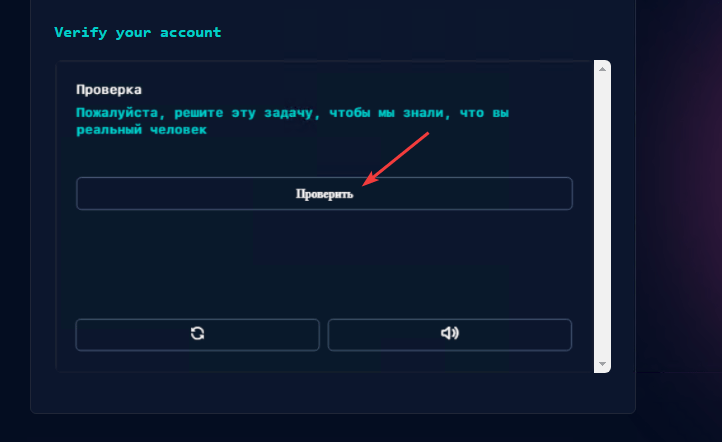 Verify your account
Проверка
Пожалуйста, решите эту задачу, чтобы мы знали, что вы
реальный человек
Проверить